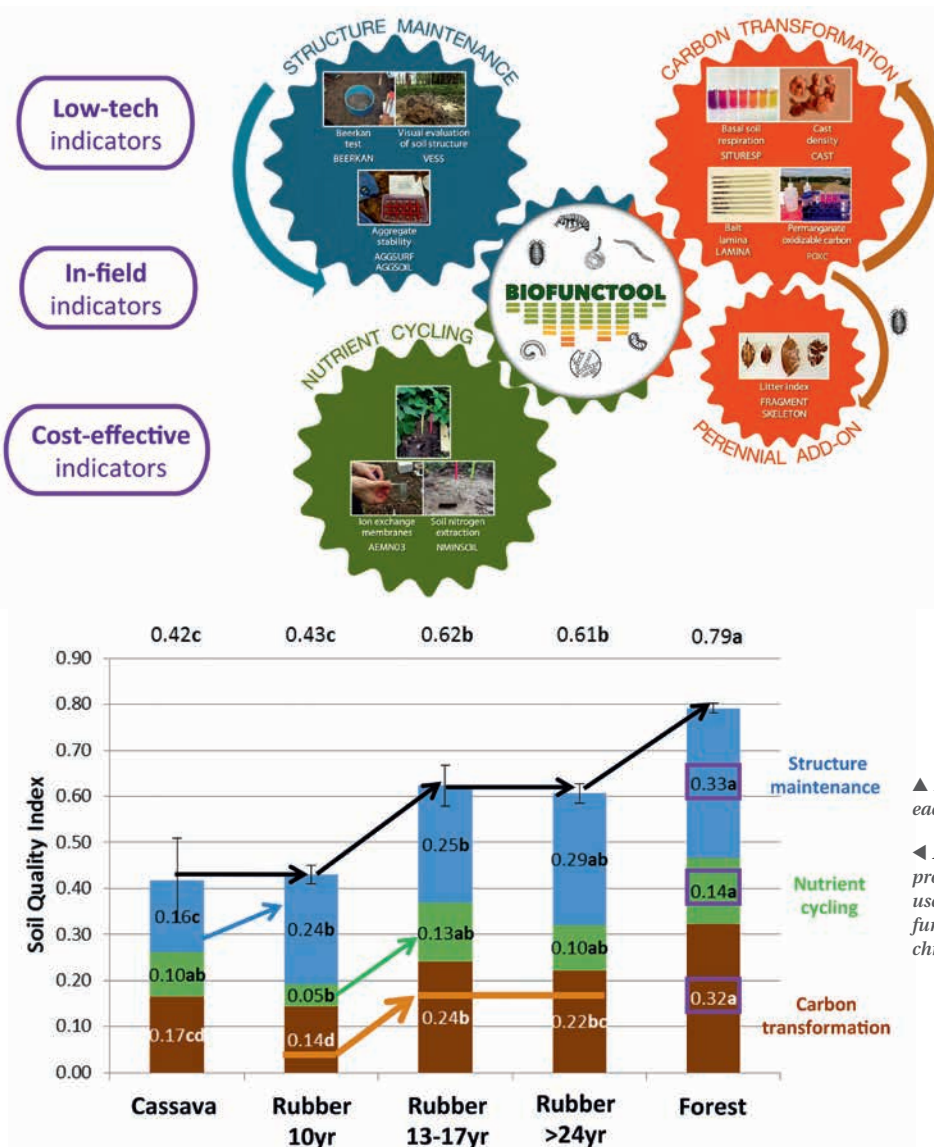 STRUCTURE MAINTENANCE
CARBON TRANSFORMATION
Low-tech
indicators
In-field
indicators
Cost-effective
indicators
Beerkan
test
BEERKAN
Visual evaluation
of soil structure
VESS
Aggregate
stability
AGGSURF
AGGSOIL
Basal soil
respiration
SITURESP
Cast
density
CAST
Bait
lamina
LAMINA
Permanganate
oxidizable carbon
POXC
BIOFUNCTOOL
NUTRIENT CYCLING
Ion exchange
membranes
AEMNO3
Soil nitrogen
extraction
NMINSOIL
Litter index
FRAGMENT
SKELETON
PERENNIAL ADD-ON
0.42c 0.43c 0.62b 0.61b 0.79a
Soil Quality Index
0.90
0.80
0.70
0.60
0.50
0.40
0.30
0.20
0.10
0.00
0.16c 0.24b 0.25b 0.29ab 0.33a
0.10ab 0.05b 0.13ab 0.10ab 0.14a
0.17cd 0.14d 0.24b 0.22bc 0.32a
Structure
maintenance
Nutrient
cycling
Carbon
transformation
Cassava
Rubber
10yr
Rubber
13-17yr
Rubber
>24yr
Forest
▲
◀